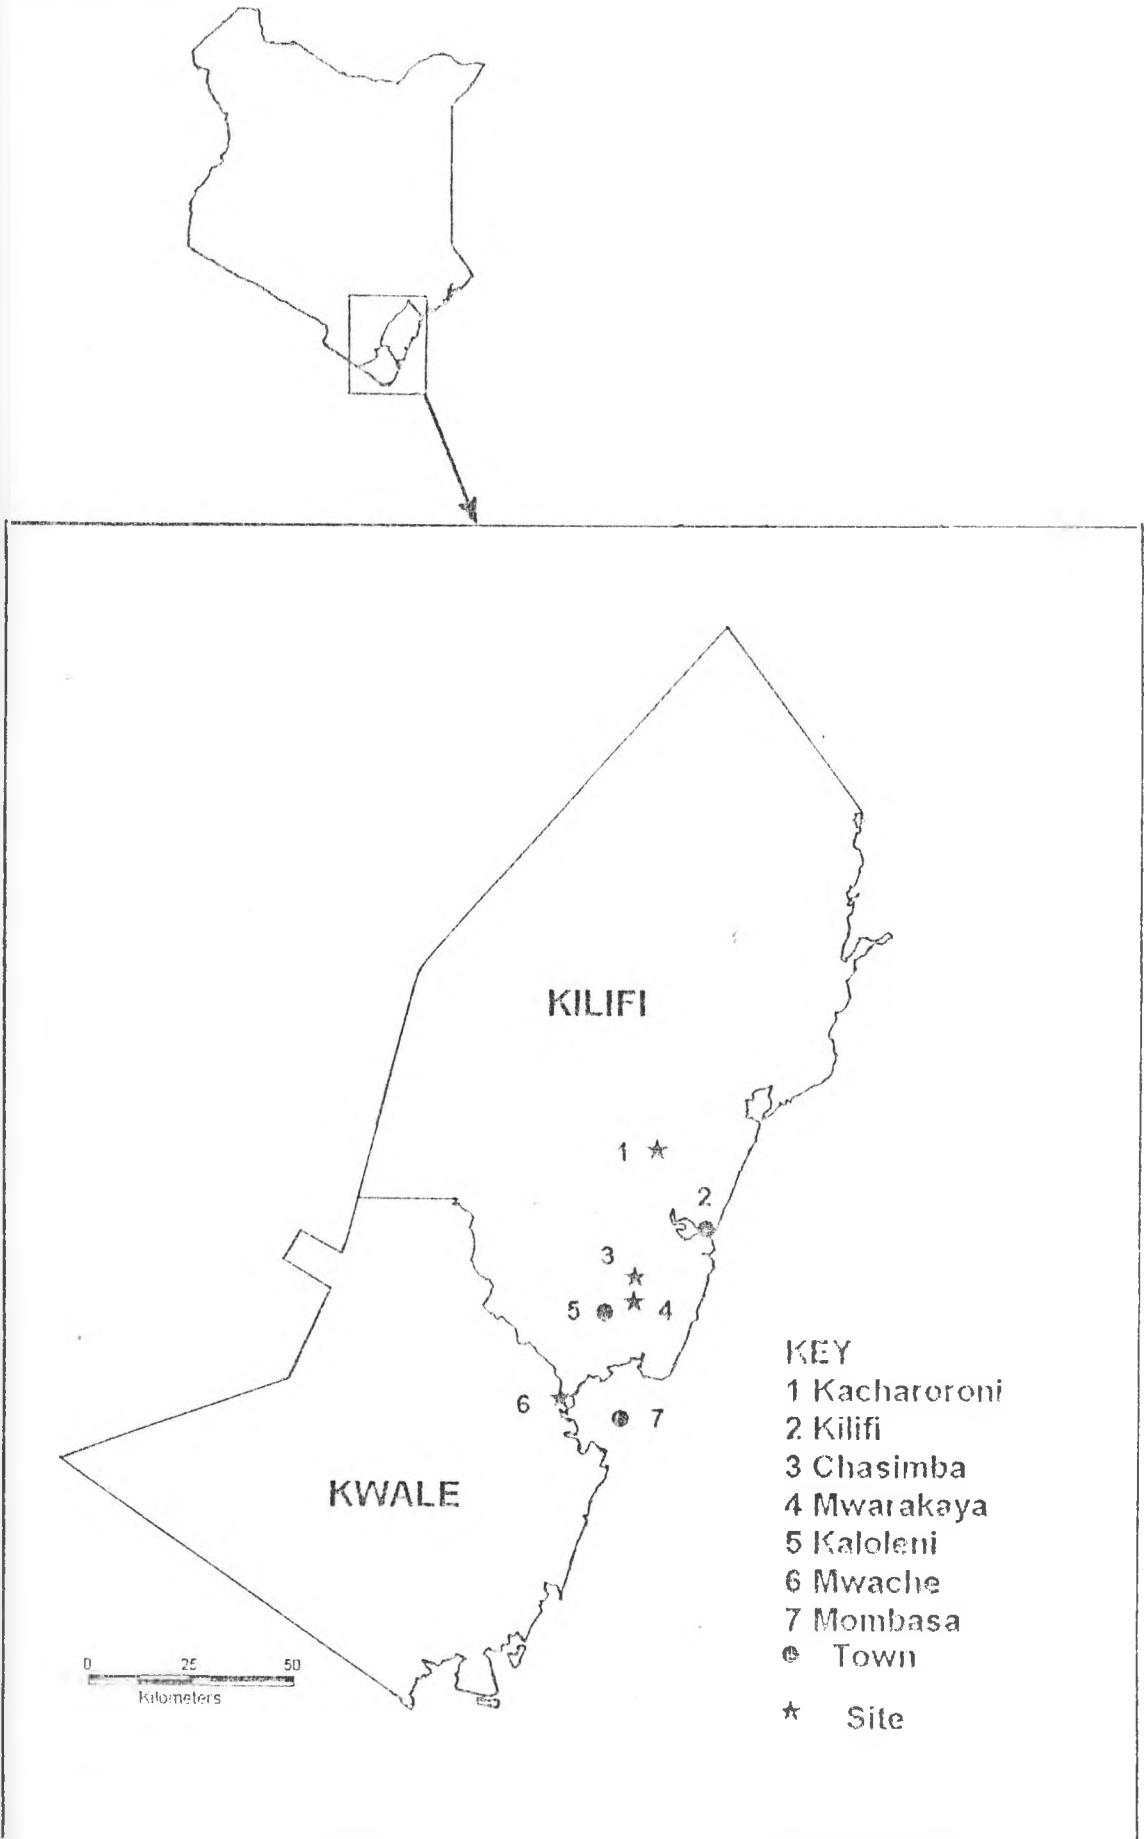 KILIFI
1
2
3
5
4
6
7
KWALE
KEY
1 Kacharoroni
2 Kilifi
3 Chasimba
4 Mwarakaya
5 Kaloleni
6 Mwache
7 Mombasa
Town
Site
0 25 50
Kilometers